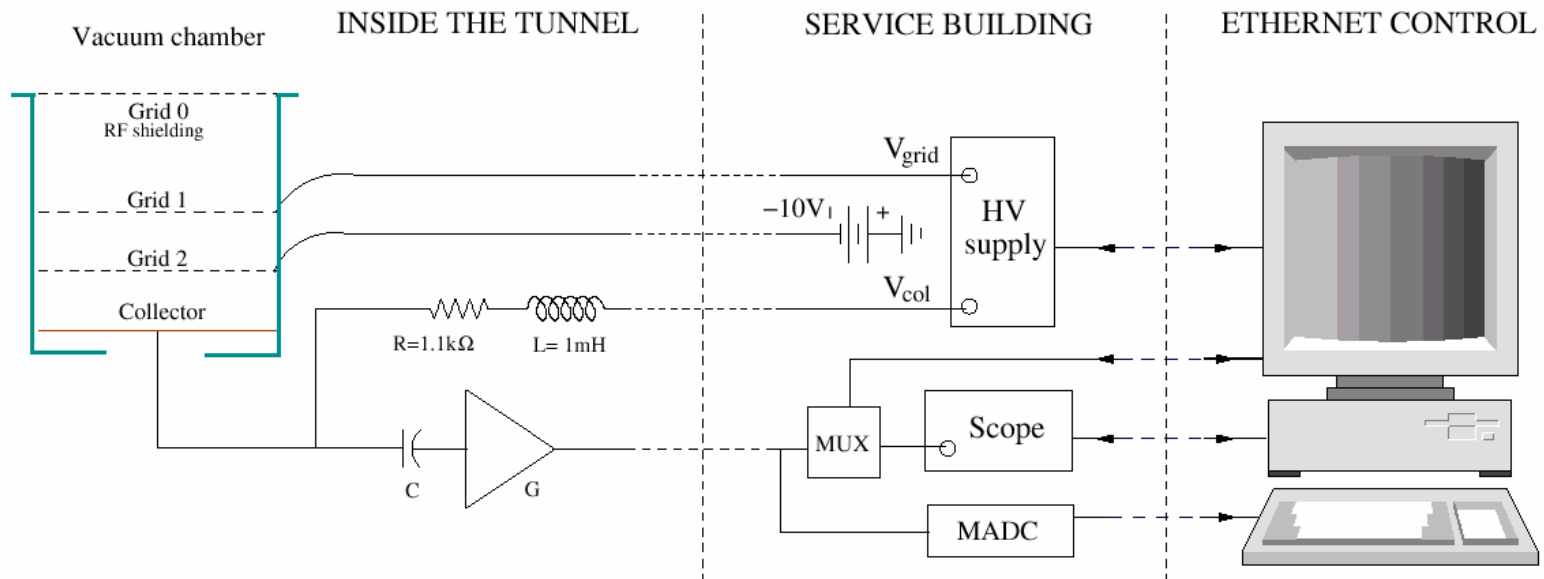 INSIDE THE TUNNEL
SERVICE BUILDING
ETHERNET CONTROL
Vacuum chamber
Grid 0
RF shielding
Grid 1
Grid 2
Collector
R=1.1kΩ
L= 1mH
C
G
Vgrid
−10V
+
HV
supply
Vcol
MUX
Scope
MADC